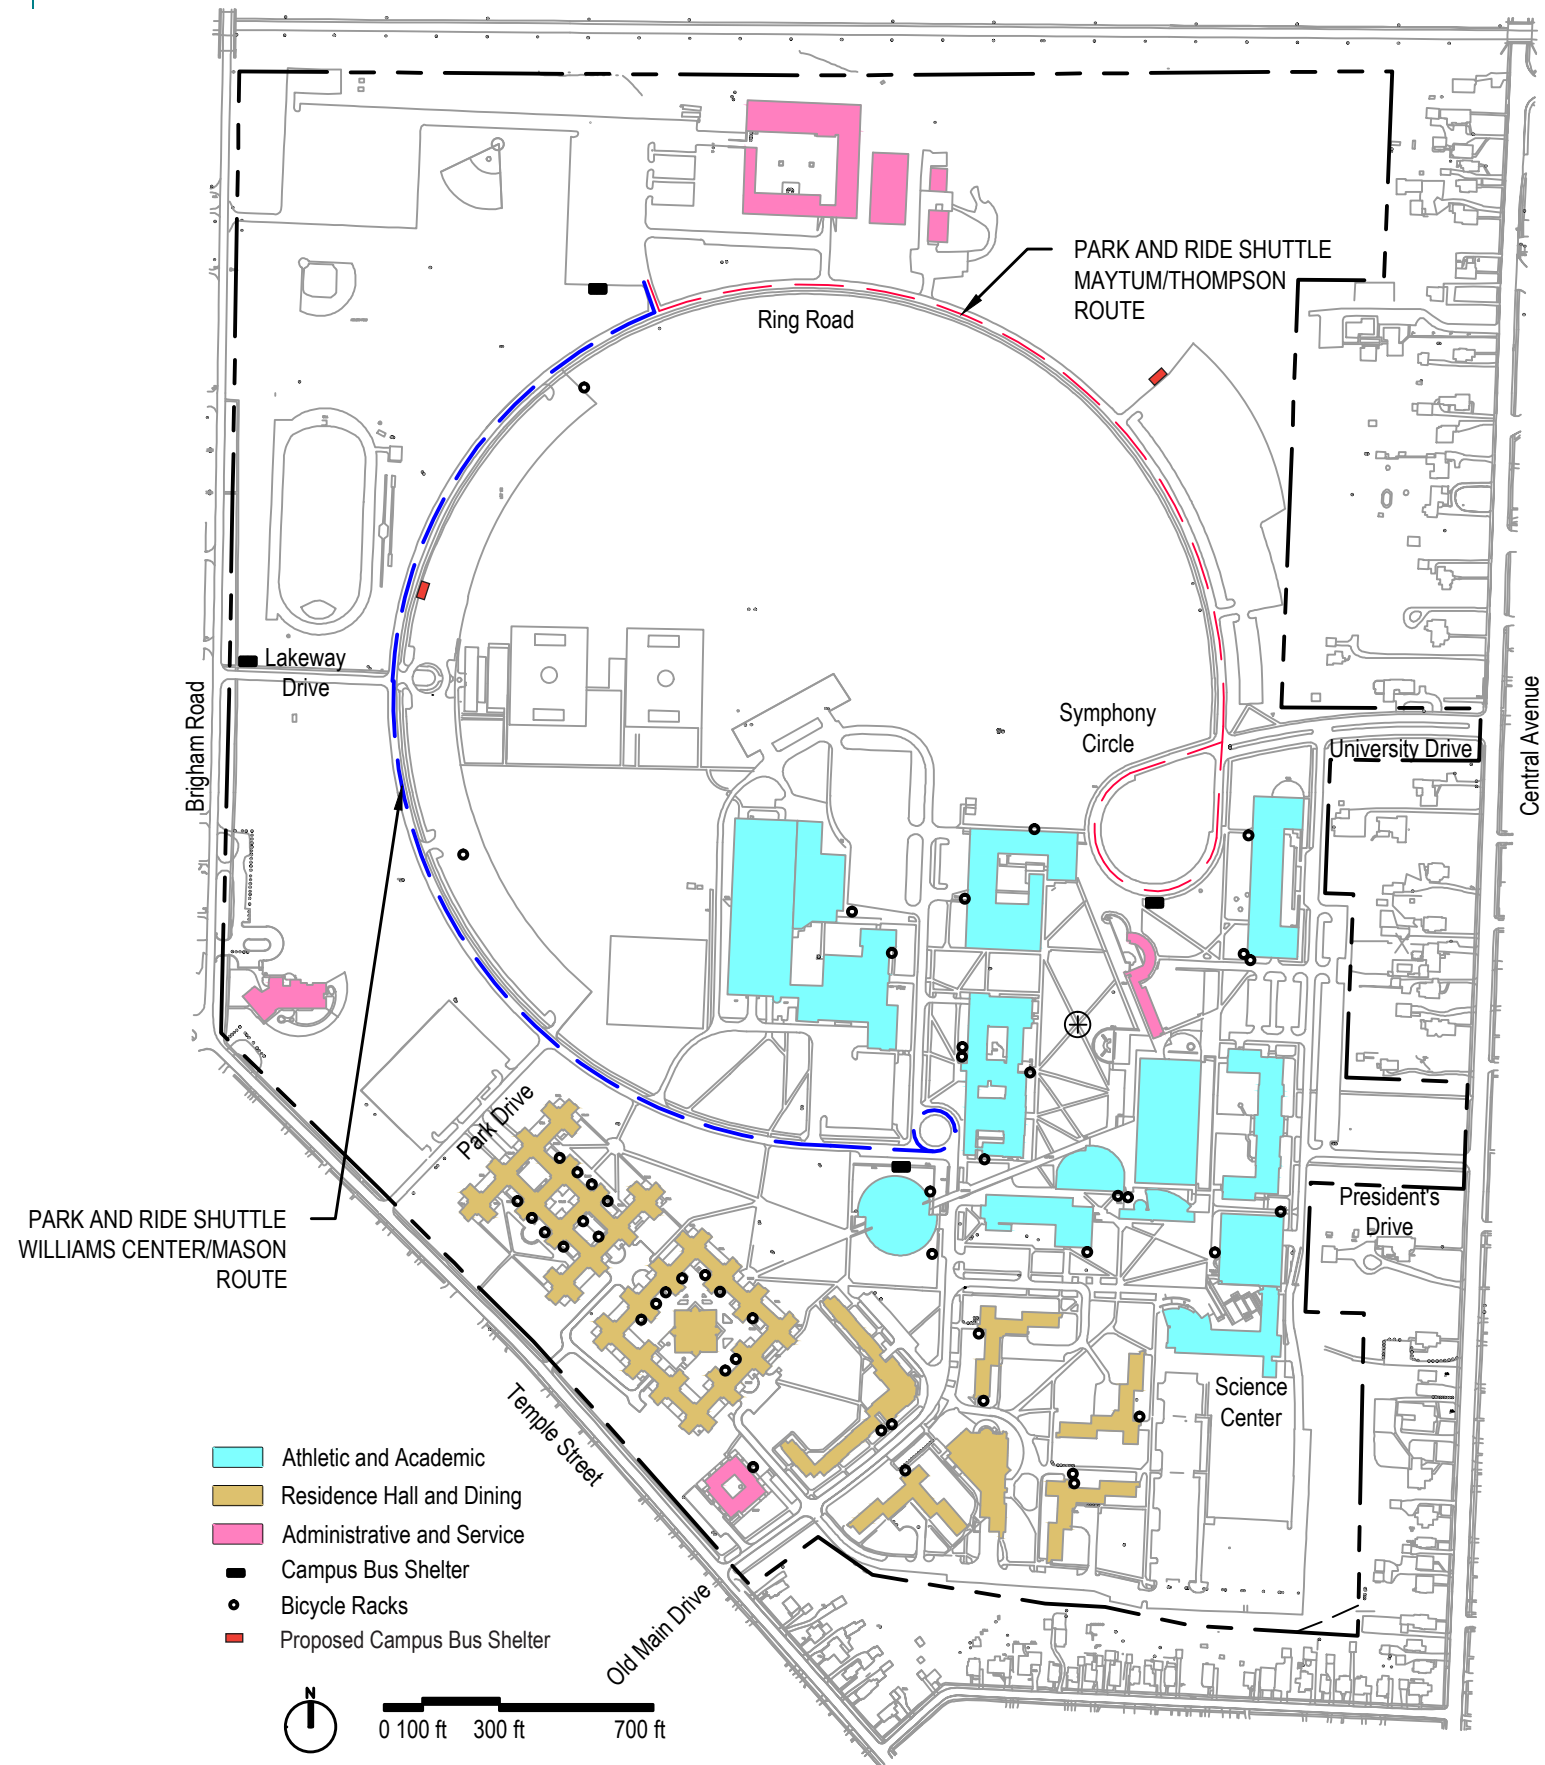 PARK AND RIDE SHUTTLE
MAYTUM/THOMPSON
ROUTE
Ring Road
Lakeway
Drive
Brigham Road
Symphony
Circle
University Drive
Central Avenue
Park Drive
PARK AND RIDE SHUTTLE
WILLIAMS CENTER/MASON
ROUTE
President's
Drive
Science
Center
Temple Street
Old Main Drive
Athletic and Academic
Residence Hall and Dining
Administrative and Service
Campus Bus Shelter
Bicycle Racks
Proposed Campus Bus Shelter
N
0 100 ft 300 ft 700 ft